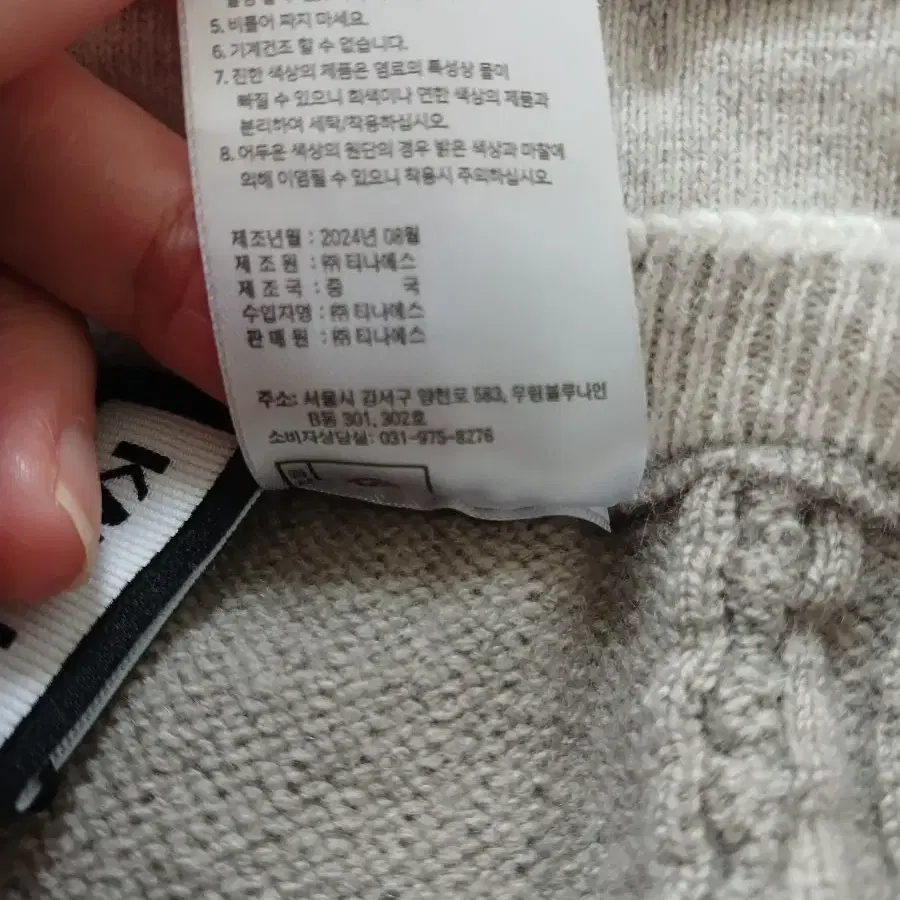 5. 비틀어 짜지 마세요.
6. 기계건조 할 수 없습니다.
7. 진한 색상의 제품은 염료의 특성상 물이
빠질 수 있으니 흰색이나 연한 색상의 제품과
분리하여 세탁/착용하십시오.
8. 어두운 색상의 원단의 경우 밝은 색상과 마찰에
의해 이염될 수 있으니 착용시 주의하십시오.
제조년월 : 2024년 08월
제 조 원 : ㈜티나에스
제 조 국 : 중 국
수입자명 : ㈜티나에스
판 매 원 : ㈜티나에스
주소: 서울시 강서구 양천로 583, 우림블루나인
B동 301, 302호
소비자상담실: 031-975-8276